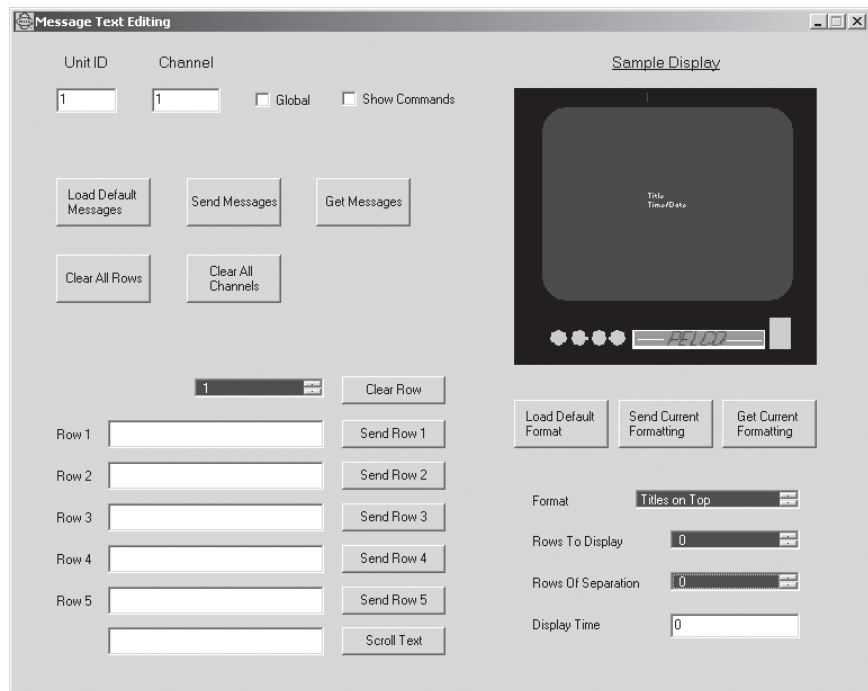 Message Text Editing
Unit ID Channel
1 1 Global Show Commands
Load Default
Messages
Send Messages
Get Messages
Clear All Rows
Clear All
Channels
1 Clear Row
Row 1 Send Row 1
Row 2 Send Row 2
Row 3 Send Row 3
Row 4 Send Row 4
Row 5 Send Row 5
Scroll Text
Sample Display
Title
Time/Date
PELCO
Load Default
Format
Send Current
Formatting
Get Current
Formatting
Format Titles on Top
Rows To Display 0
Rows Of Separation 0
Display Time 0